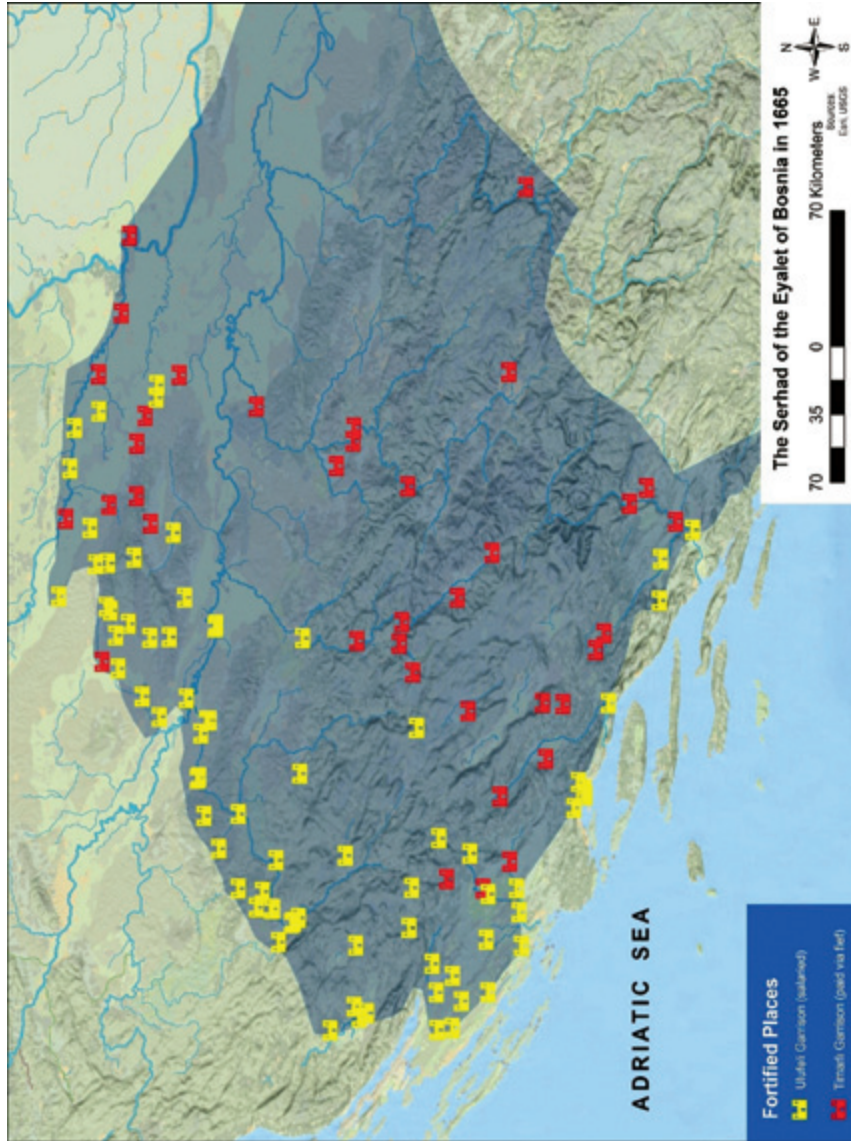 ADRIATIC SEA
Fortified Places
Ulufeli Garrison (salaried)
Timarlı Garrison (paid via fief)
The Serhad of the Eyalet of Bosnia in 1665
70 35 0 70 Kilometers
N
W E
S
Sources:
Esri, USGS